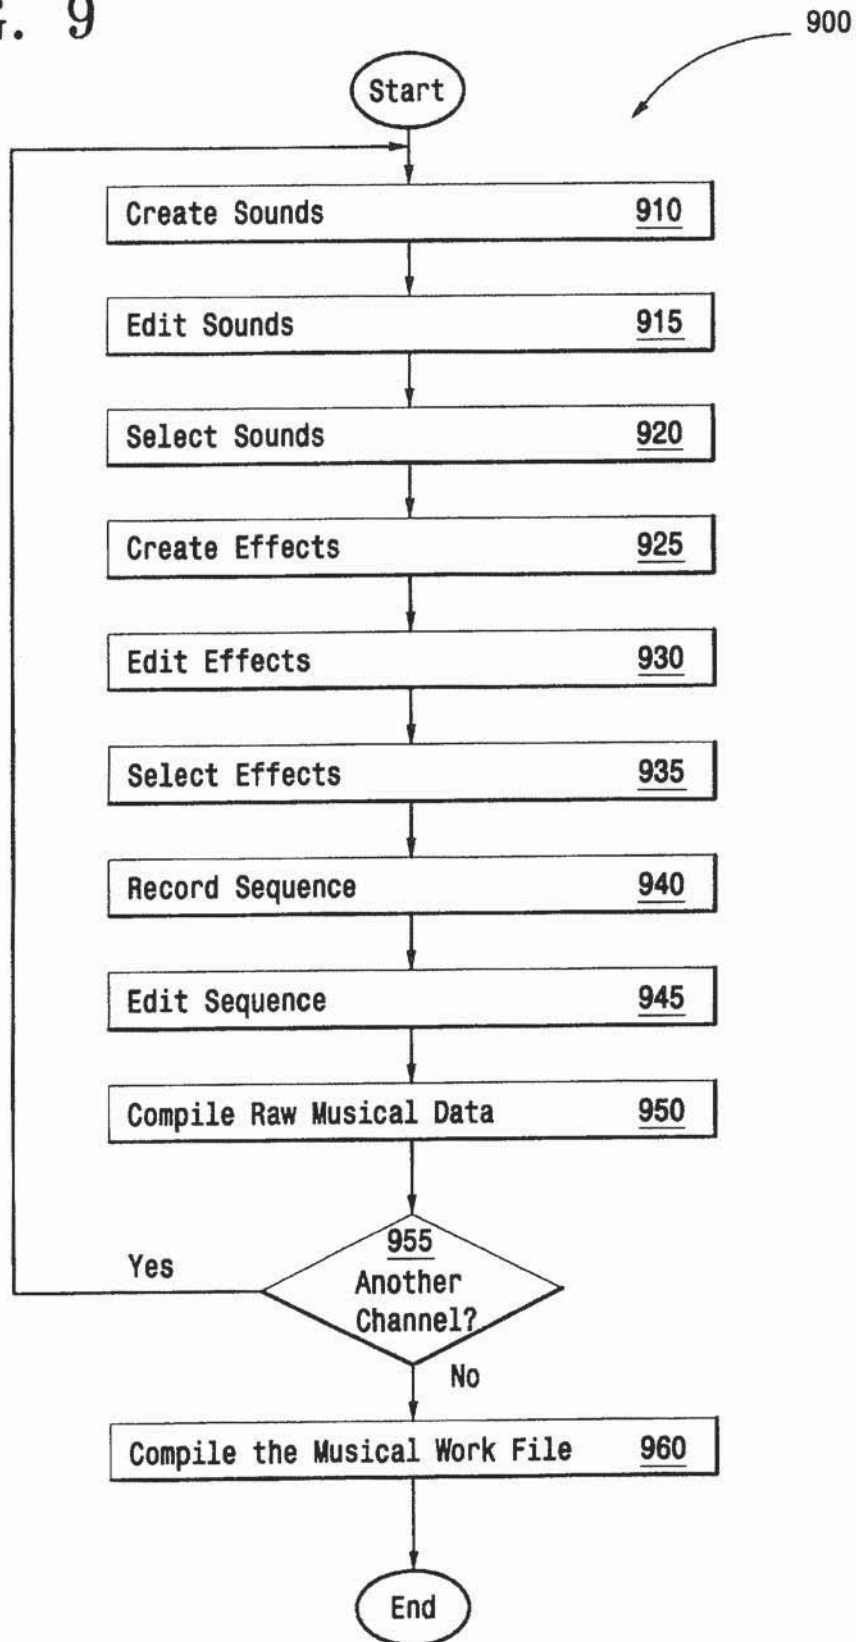 G. 9
900
Start
Create Sounds 910
Edit Sounds 915
Select Sounds 920
Create Effects 925
Edit Effects 930
Select Effects 935
Record Sequence 940
Edit Sequence 945
Compile Raw Musical Data 950
955
Another
Channel?
Yes
No
Compile the Musical Work File 960
End